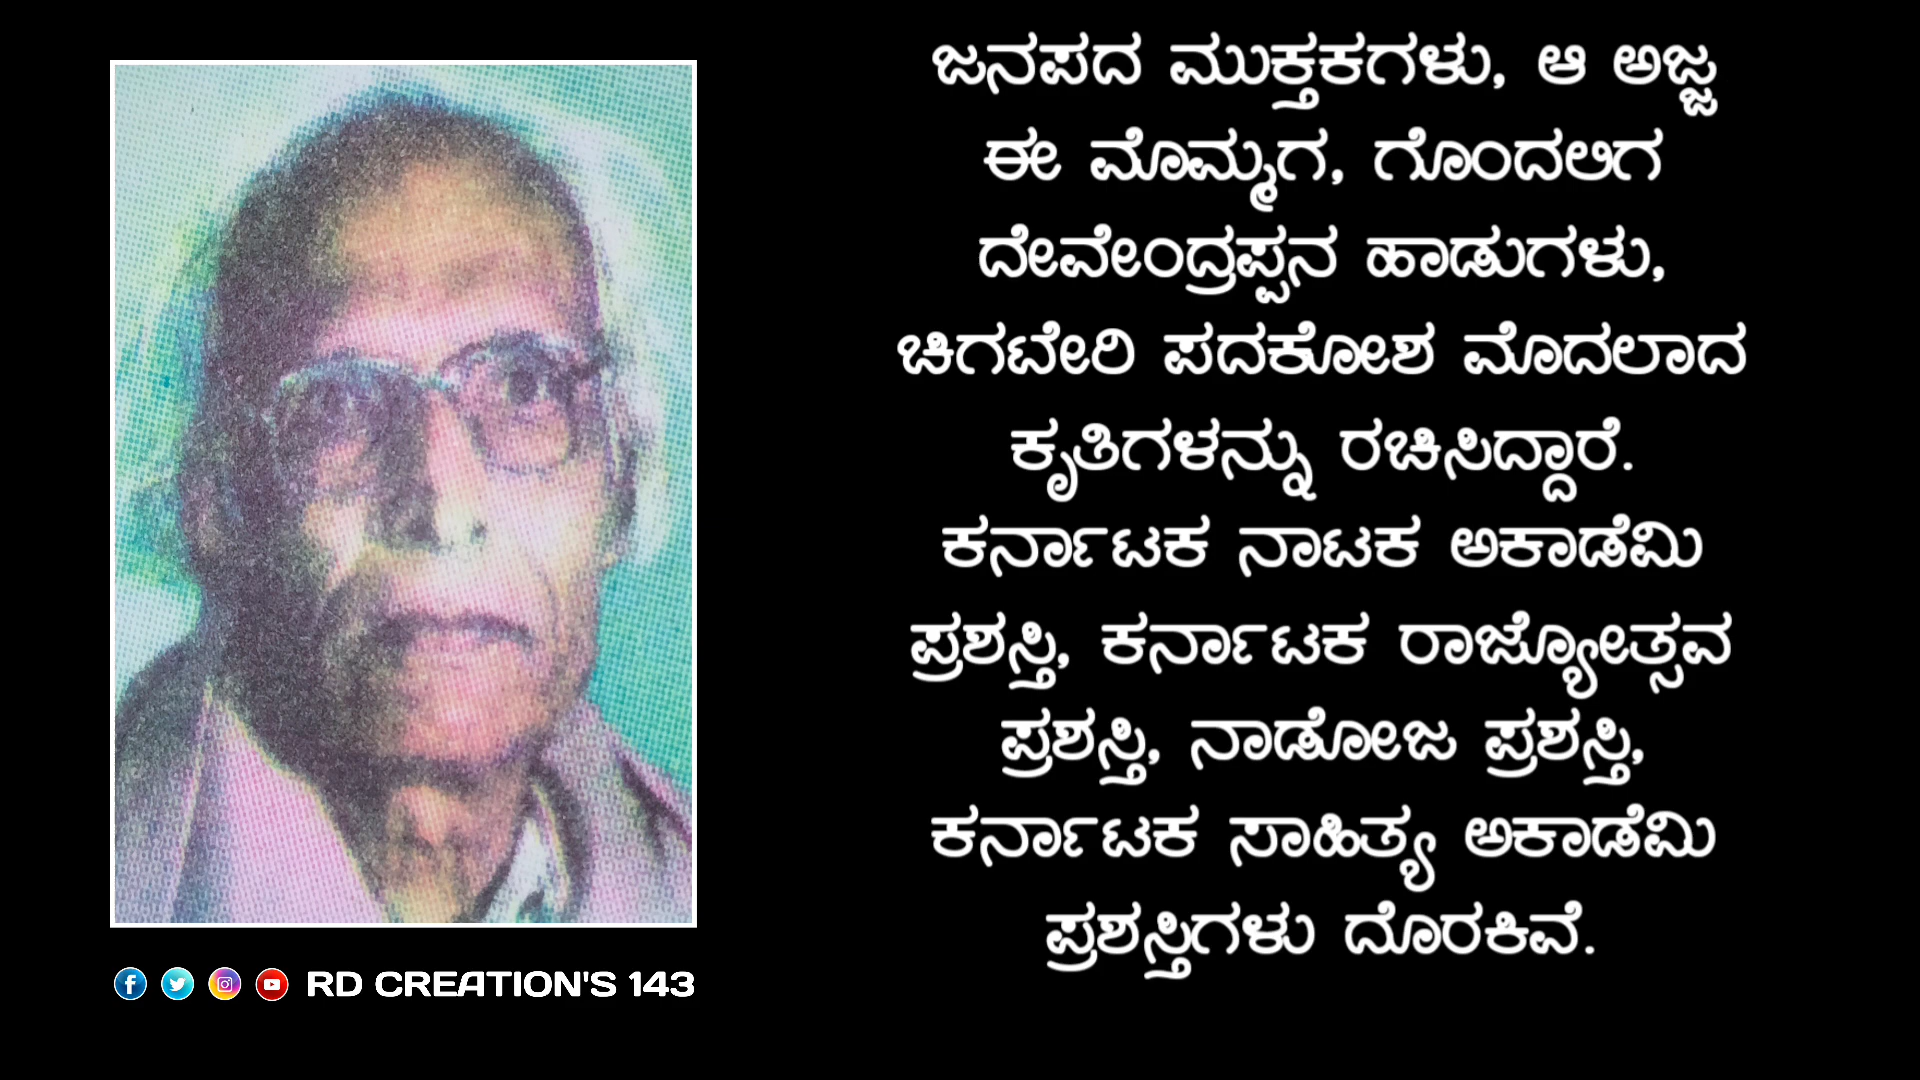 ಜನಪದ ಮುಕ್ತಕಗಳು, ಆ ಅಜ್ಜ
ಈ ಮೊಮ್ಮಗ, ಗೊಂದಲಿಗ
ದೇವೇಂದ್ರಪ್ಪನ ಹಾಡುಗಳು,
ಚಿಗಟೇರಿ ಪದಕೋಶ ಮೊದಲಾದ
ಕೃತಿಗಳನ್ನು ರಚಿಸಿದ್ದಾರೆ.
ಕರ್ನಾಟಕ ನಾಟಕ ಅಕಾಡೆಮಿ
ಪ್ರಶಸ್ತಿ, ಕರ್ನಾಟಕ ರಾಜ್ಯೋತ್ಸವ
ಪ್ರಶಸ್ತಿ, ನಾಡೋಜ ಪ್ರಶಸ್ತಿ,
ಕರ್ನಾಟಕ ಸಾಹಿತ್ಯ ಅಕಾಡೆಮಿ
ಪ್ರಶಸ್ತಿಗಳು ದೊರಕಿವೆ.
RD CREATION'S 143